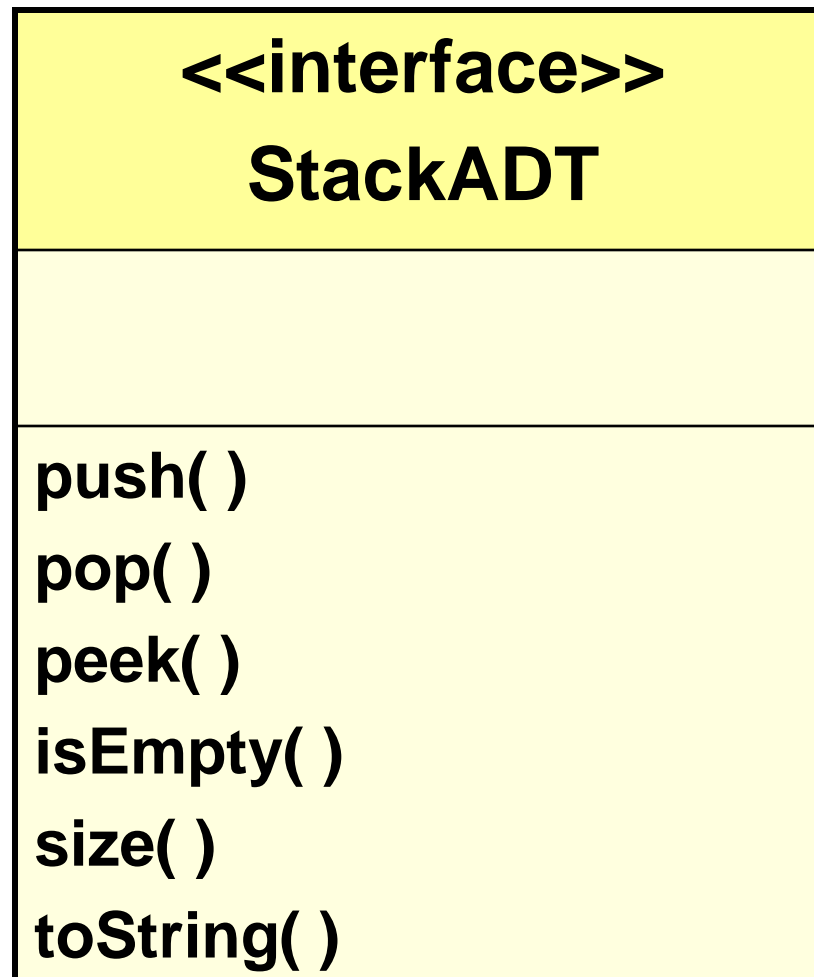 <<interface>>
StackADT
push( )
pop( )
peek( )
isEmpty( )
size( )
toString( )